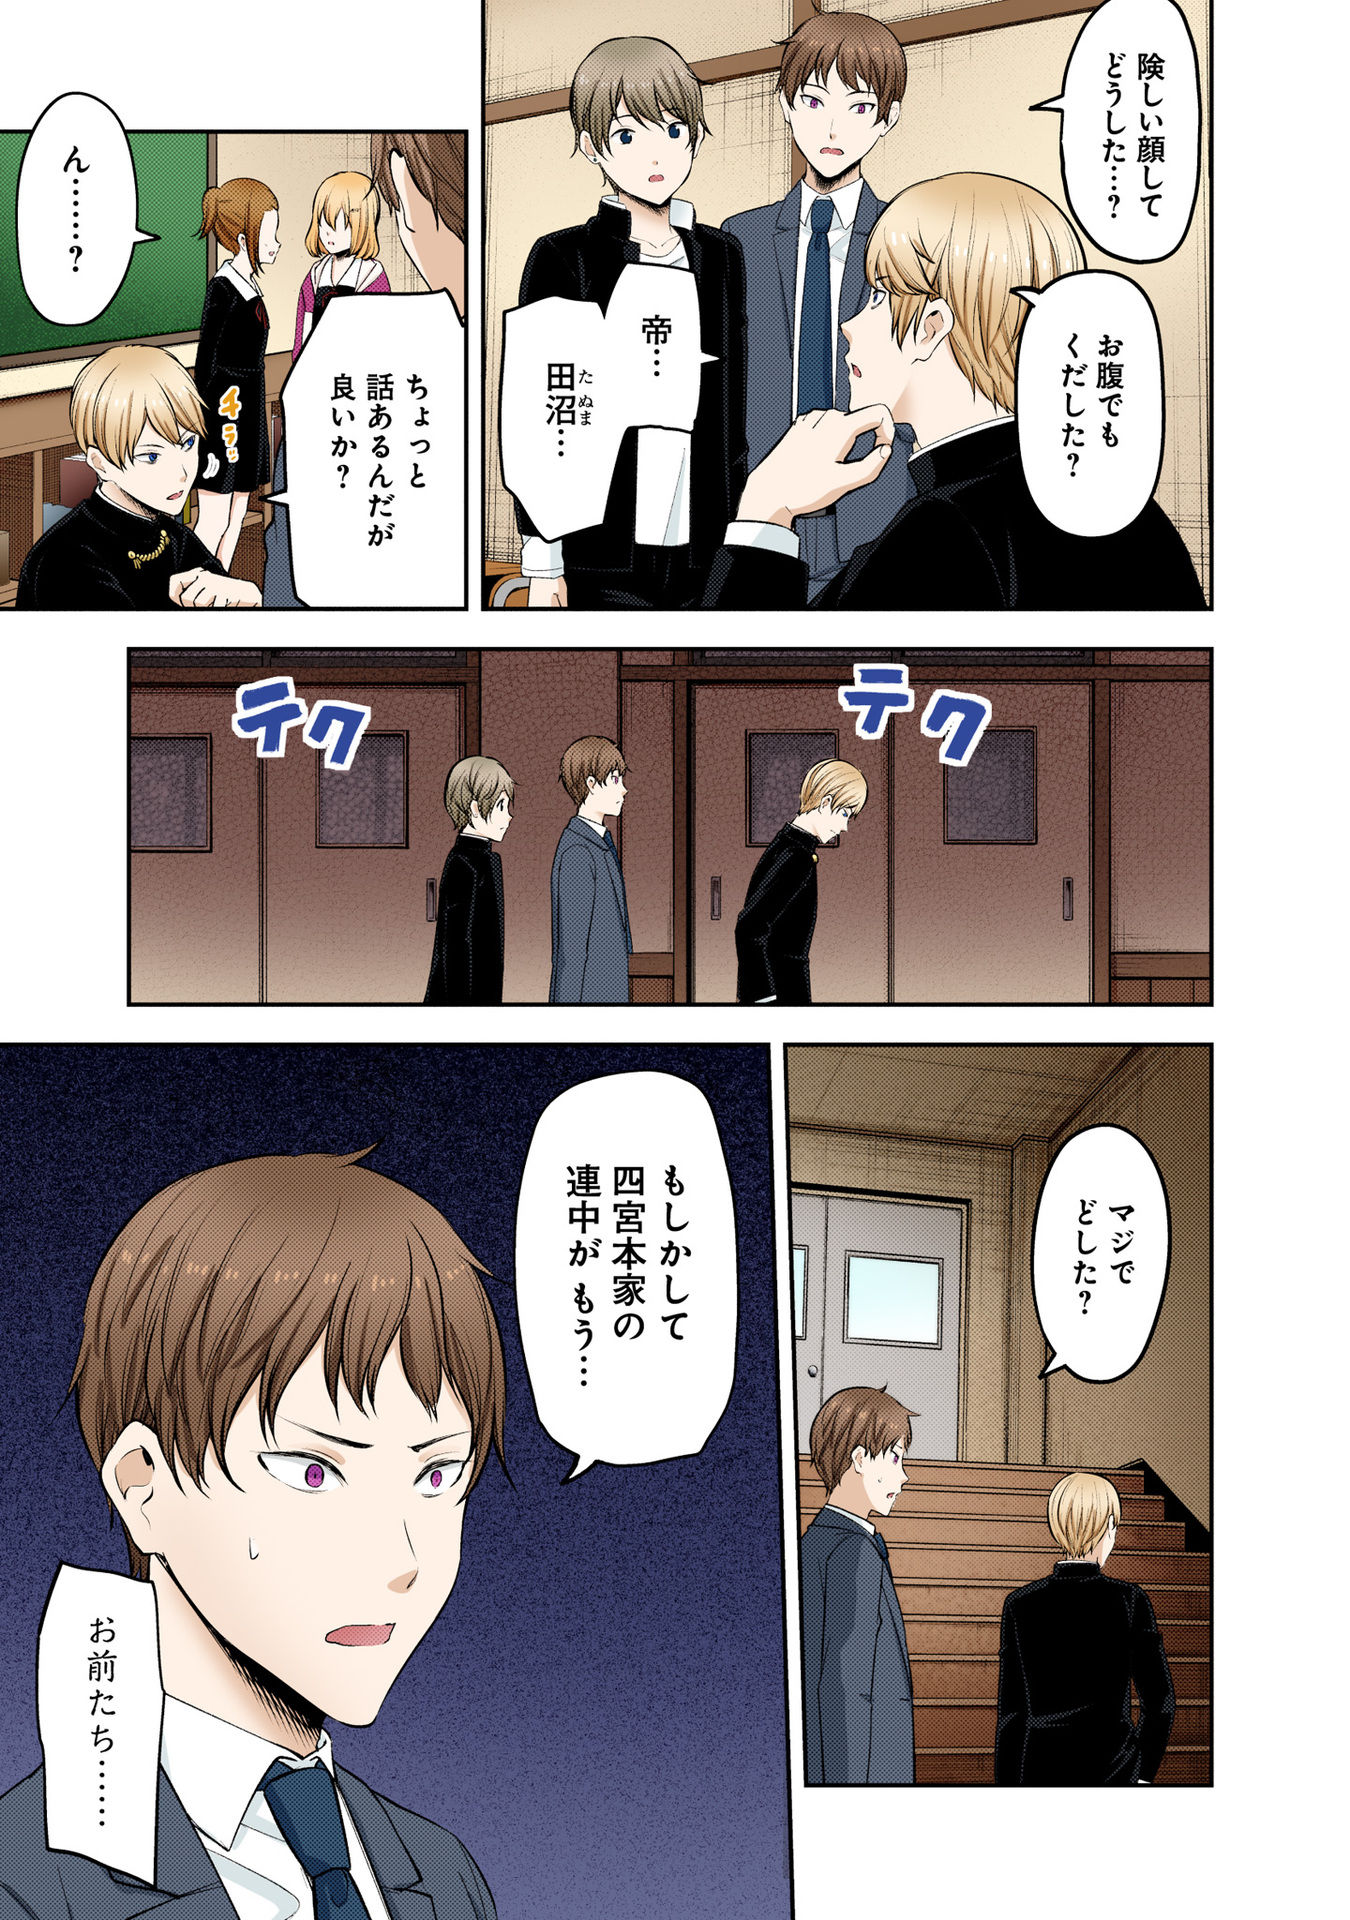 険しい顔して
どうした…？
お腹でも
くだした？
帝…
田沼…
たぬま
ちょっと
話あるんだが
良いか？
チラッ
ん……？
テク
テク
マジで
どした？
もしかして
四宮本家の
連中が もう…
お前たち……